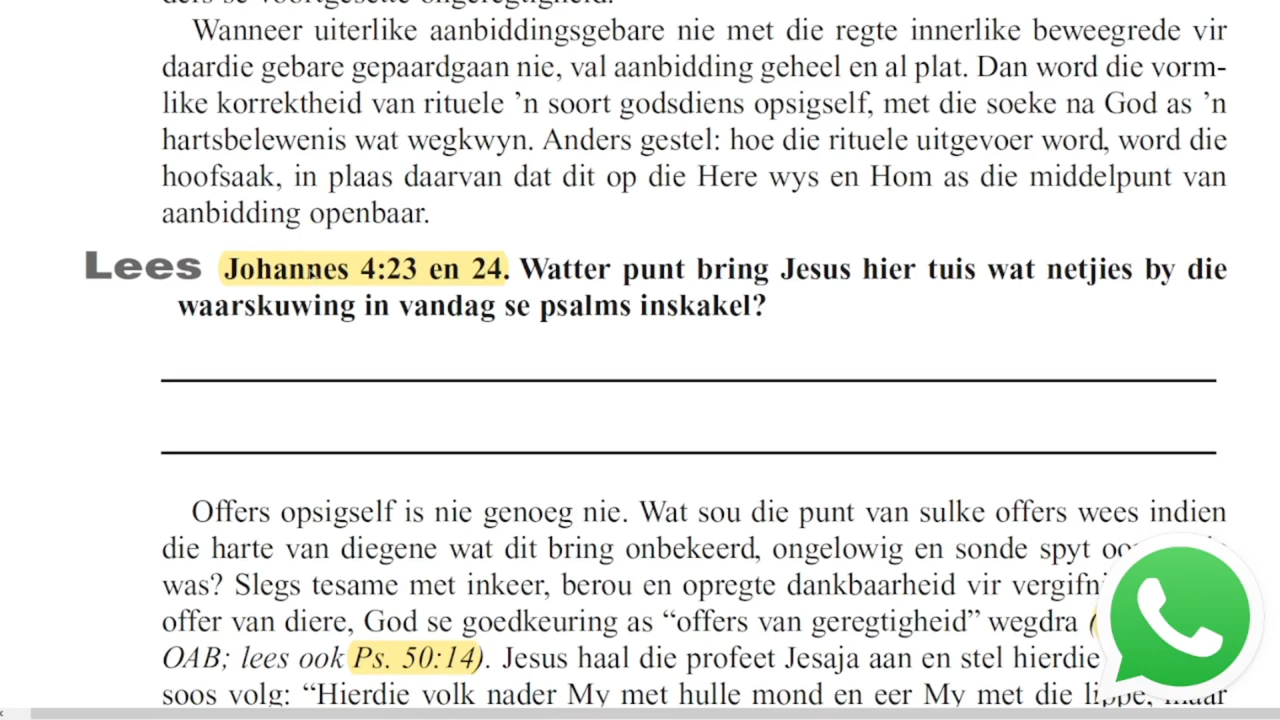 Wanneer uiterlike aanbiddingsgebare nie met die regte innerlike beweegrede vir
daardie gebare gepaardgaan nie, val aanbidding geheel en al plat. Dan word die vorm-
like korrektheid van rituele ’n soort godsdiens opsigself, met die soeke na God as ’n
hartsbelewenis wat wegkwyn. Anders gestel: hoe die rituele uitgevoer word, word die
hoofsaak, in plaas daarvan dat dit op die Here wys en Hom as die middelpunt van
aanbidding openbaar.
Lees Johannes 4:23 en 24. Watter punt bring Jesus hier tuis wat netjies by die
waarskuwing in vandag se psalms inskakel?
Offers opsigself is nie genoeg nie. Wat sou die punt van sulke offers wees indien
die harte van diegene wat dit bring onbekeerd, ongelowig en sonde spyt
was? Slegs tesame met inkeer, berou en opregte dankbaarheid vir
offer van diere, God se goedkeuring as “offers van geregtigheid” wegdra (
OAB; lees ook Ps. 50:14). Jesus haal die profeet Jesaja aan en stel hierdie
soos volg: “Hierdie volk nader My met hulle mond en eer My met die lippe, maar